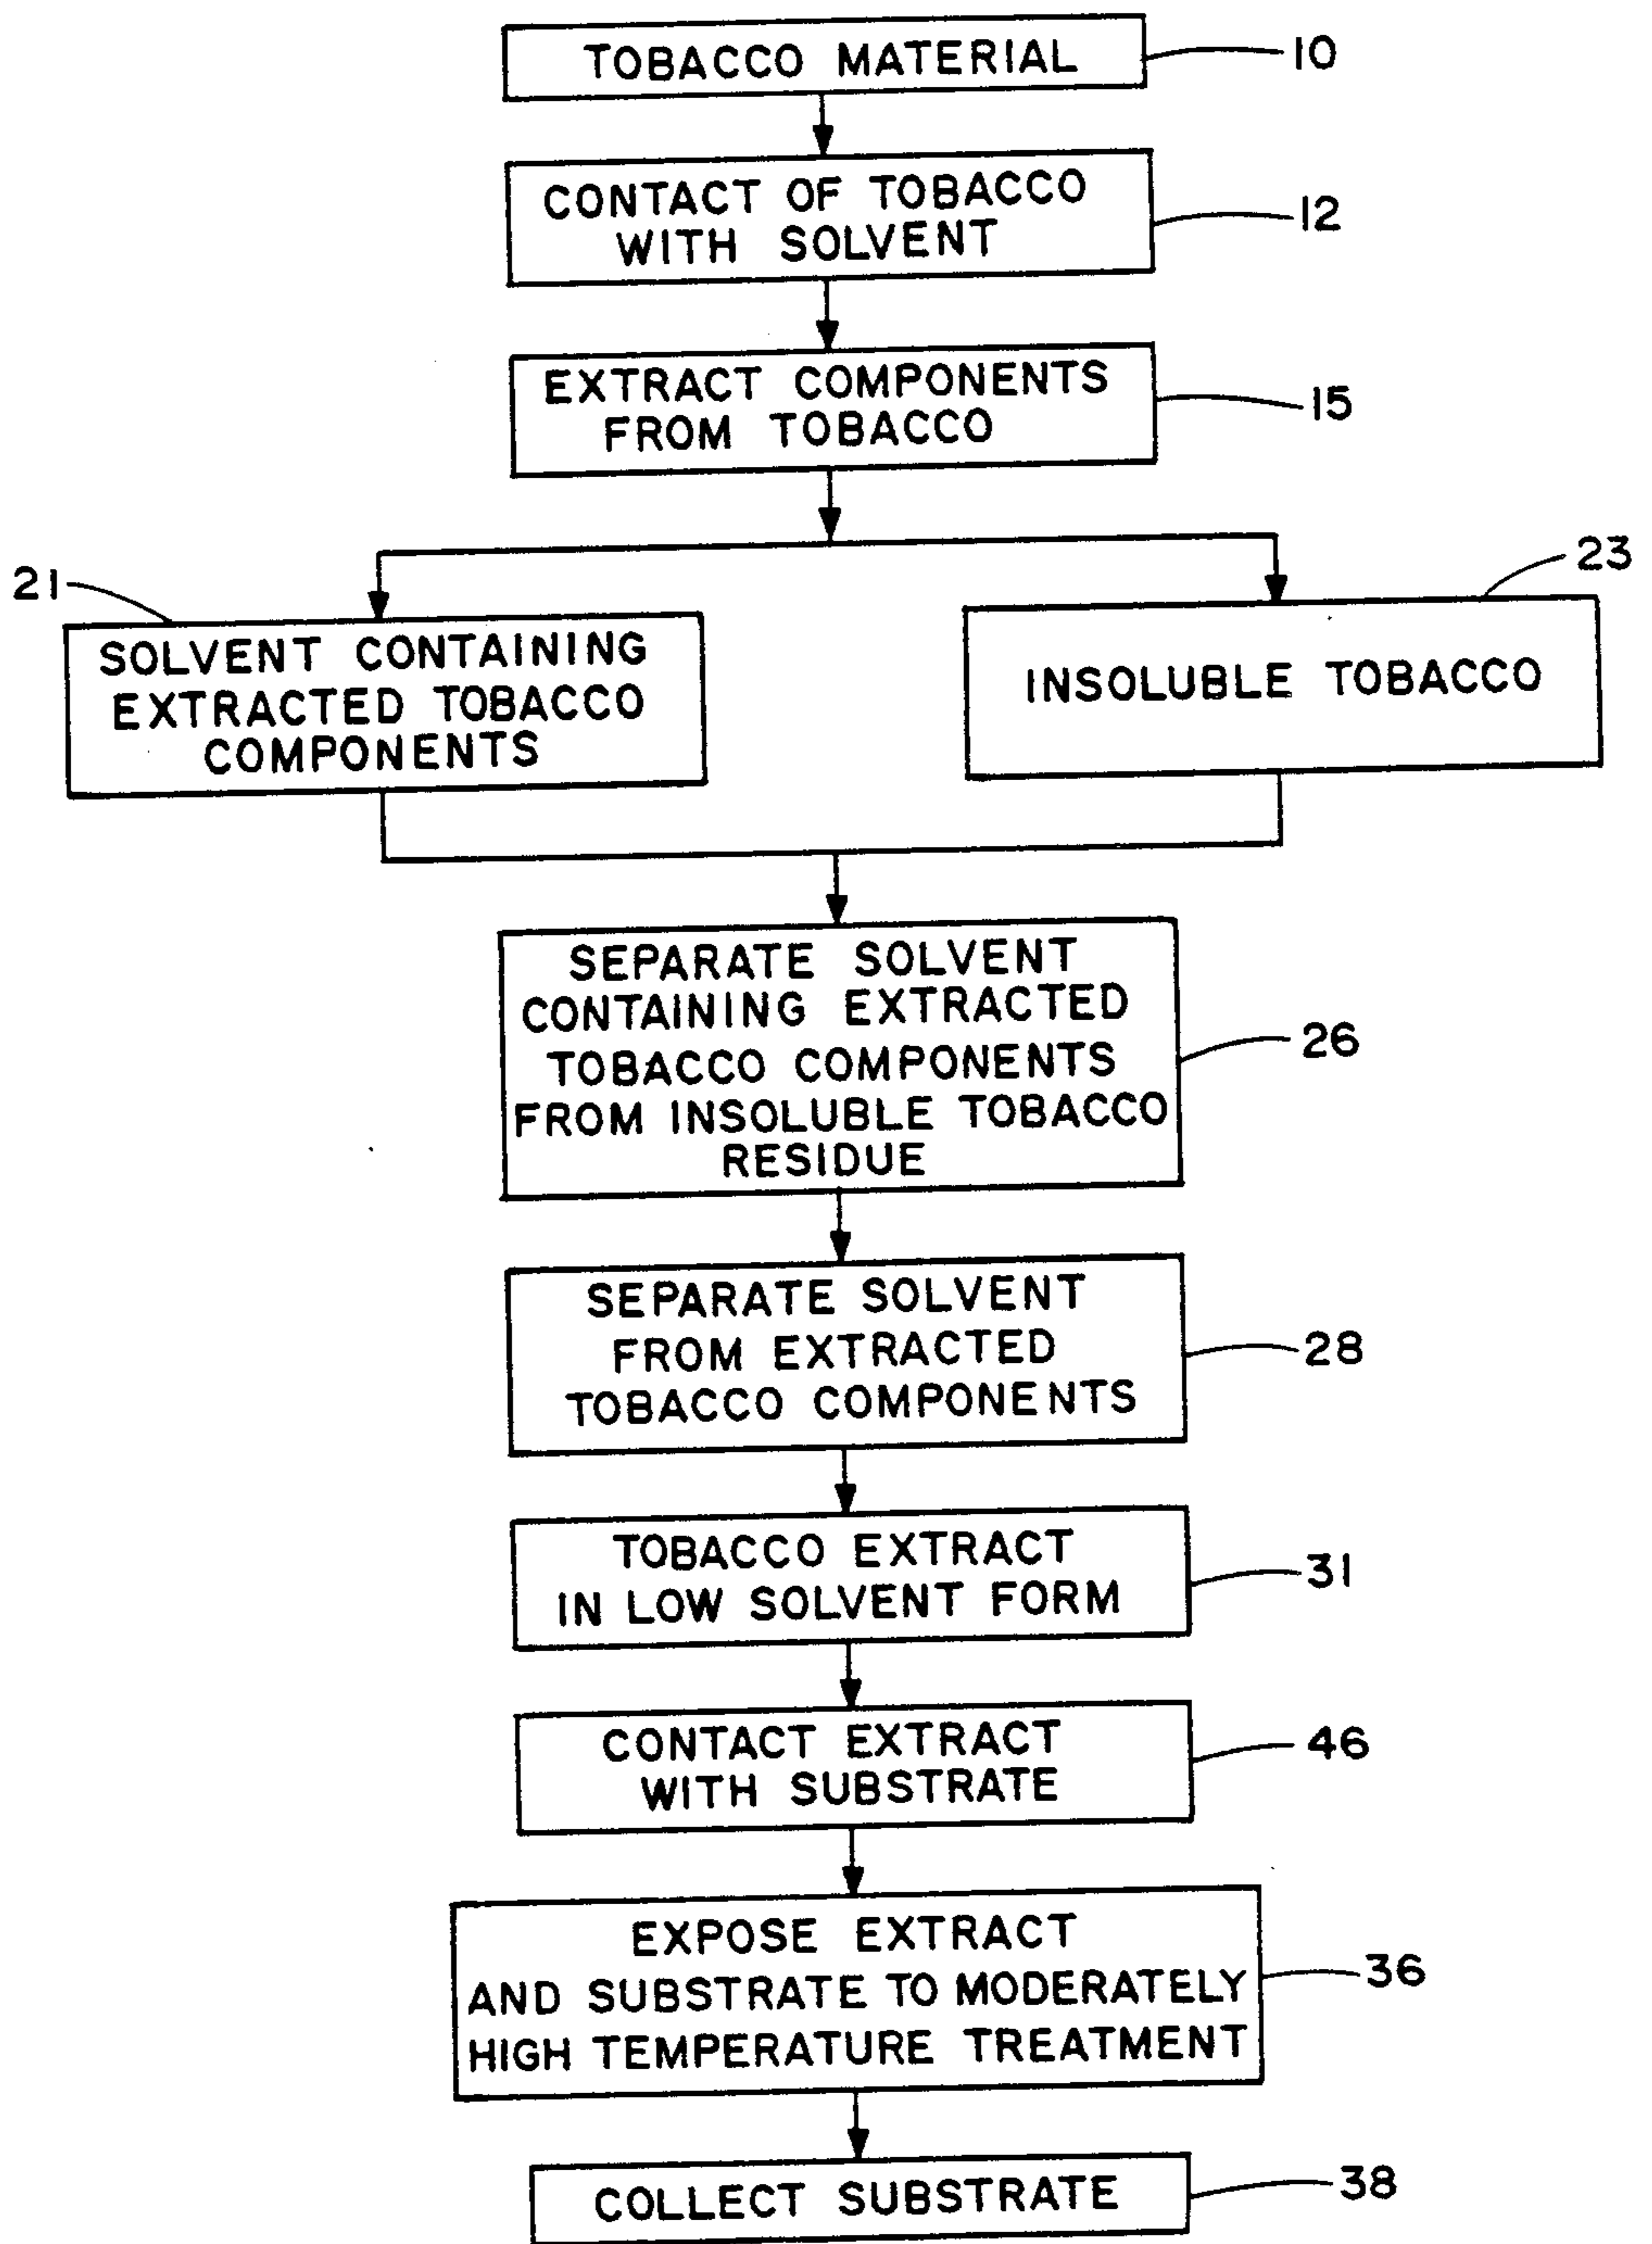 TOBACCO MATERIAL
10
CONTACT OF TOBACCO
WITH SOLVENT
12
EXTRACT COMPONENTS
FROM TOBACCO
15
21
SOLVENT CONTAINING
EXTRACTED TOBACCO
COMPONENTS
23
INSOLUBLE TOBACCO
SEPARATE SOLVENT
CONTAINING EXTRACTED
TOBACCO COMPONENTS
FROM INSOLUBLE TOBACCO
RESIDUE
26
SEPARATE SOLVENT
FROM EXTRACTED
TOBACCO COMPONENTS
28
TOBACCO EXTRACT
IN LOW SOLVENT FORM
31
CONTACT EXTRACT
WITH SUBSTRATE
46
EXPOSE EXTRACT
AND SUBSTRATE TO MODERATELY
HIGH TEMPERATURE TREATMENT
36
COLLECT SUBSTRATE
38